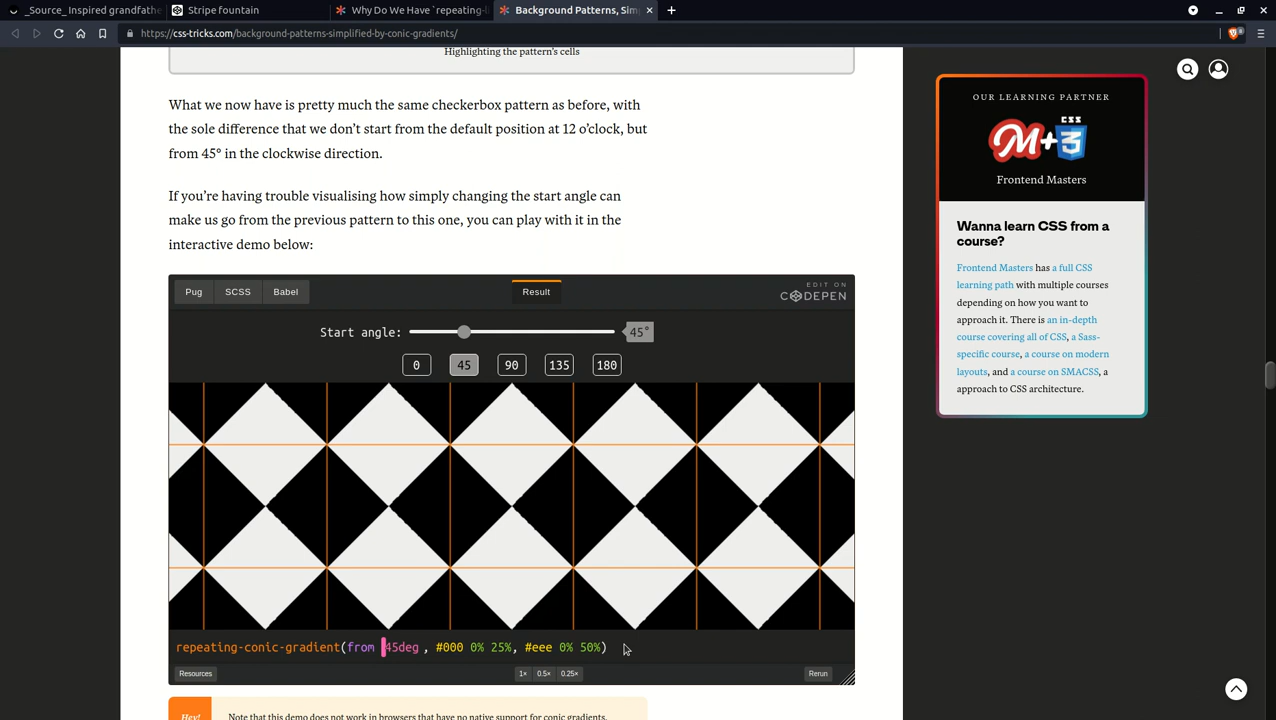 _Source_Inspired grandfathe
Stripe fountain
Why Do We Have `repeating-l
Background Patterns, Sim
https://css-tricks.com/background-patterns-simplified-by-conic-gradients/
Highlighting the pattern's cells
What we now have is pretty much the same checkerbox pattern as before, with
the sole difference that we don't start from the default position at 12 o'clock, but
from 45° in the clockwise direction.
If you're having trouble visualising how simply changing the start angle can
make us go from the previous pattern to this one, you can play with it in the
interactive demo below:
Pug
SCSS
Babel
Result
EDIT ON
CODEPEN
Start angle:
45°
0
45
90
135
180
repeating-conic-gradient(from 45deg , #000 0% 25%, #eee 0% 50%)
Resources
1×
0.5×
0.25×
Rerun
Hey!
Note that this demo does not work in browsers that have no native support for conic gradients.
OUR LEARNING PARTNER
M+3
CSS
Frontend Masters
Wanna learn CSS from a
course?
Frontend Masters has a full CSS
learning path with multiple courses
depending on how you want to
approach it. There is an in-depth
course covering all of CSS, a Sass-
specific course, a course on modern
layouts, and a course on SMACSS, a
approach to CSS architecture.